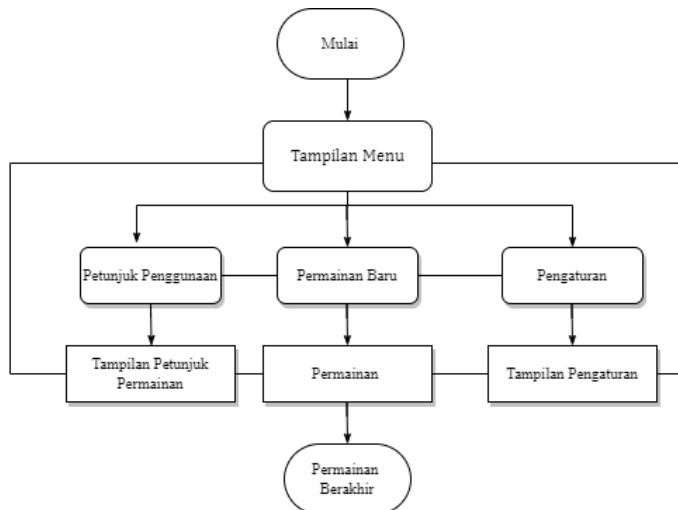 Mulai
Tampilan Menu
Petunjuk Penggunaan
Permainan Baru
Pengaturan
Tampilan Petunjuk
Permainan
Permainan
Tampilan Pengaturan
Permainan
Berakhir